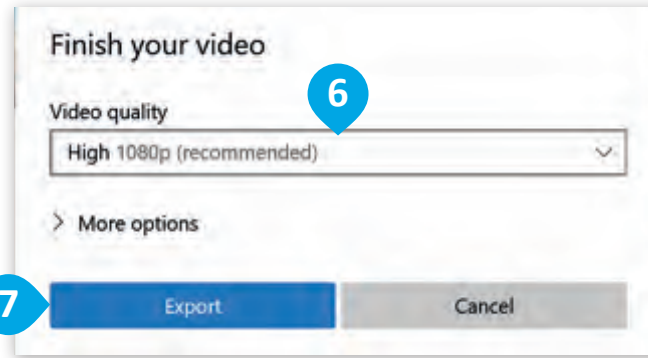 Finish your video
6
Video quality
High 1080p (recommended)
More options
7
Export Cancel